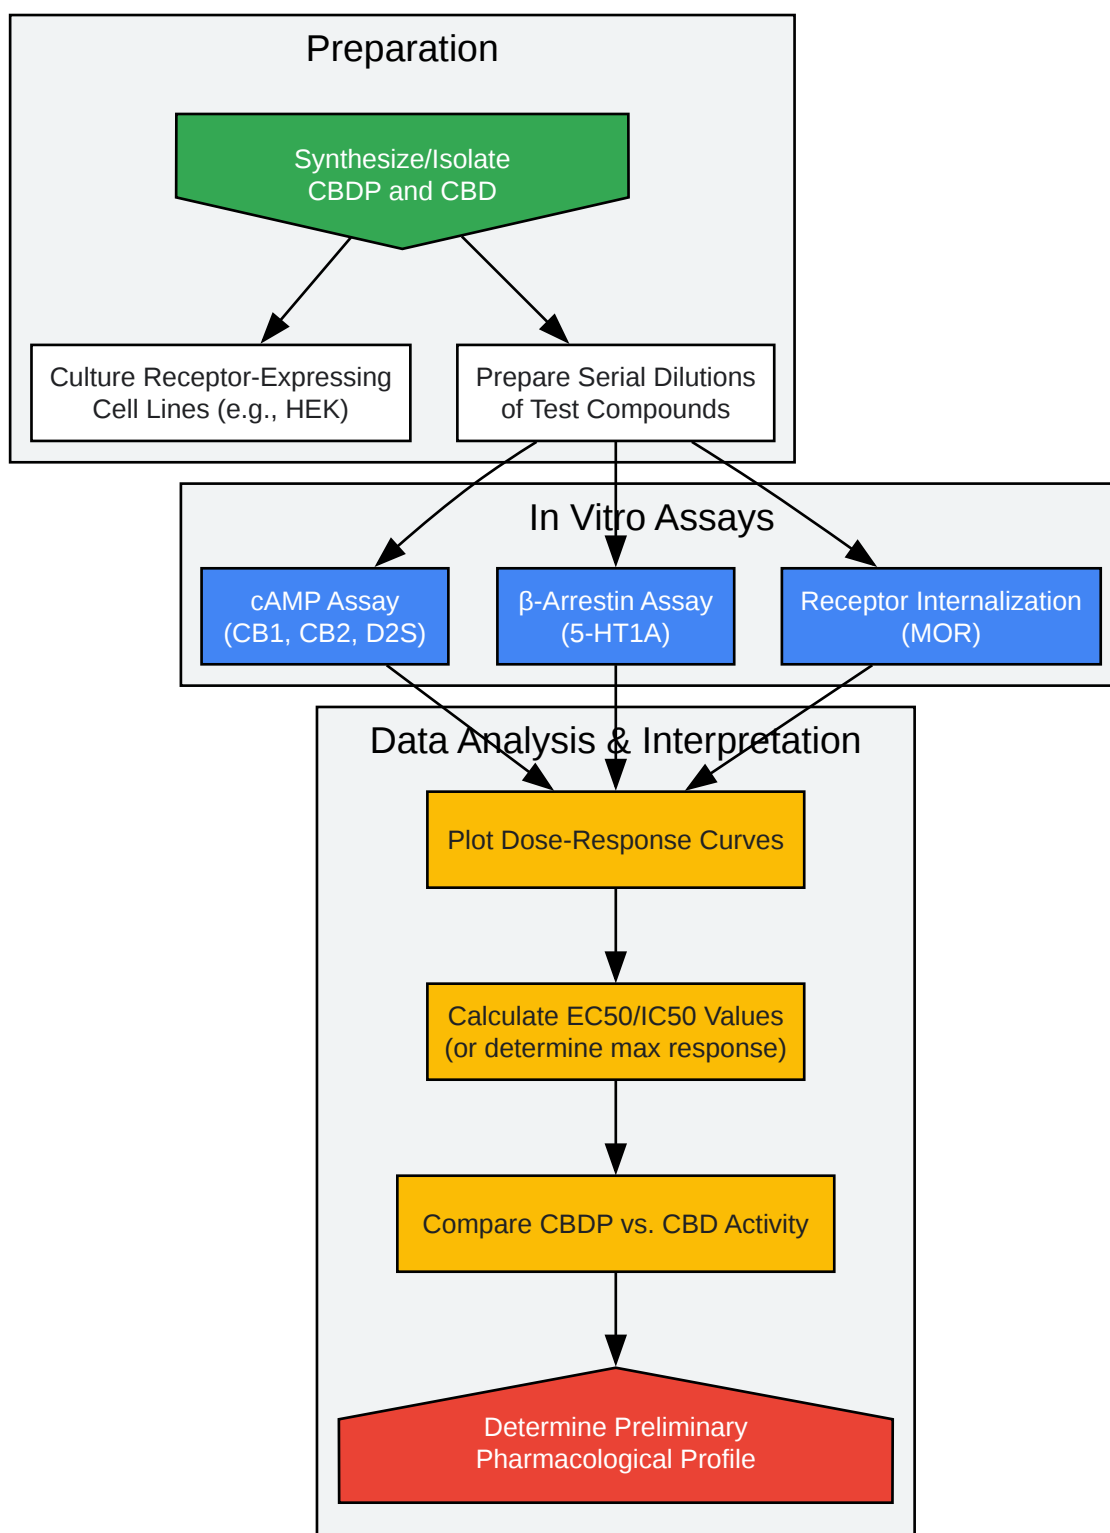 Preparation
Synthesize/Isolate
CBDP and CBD
Culture Receptor-Expressing
Cell Lines (e.g., HEK)
Prepare Serial Dilutions
of Test Compounds
In Vitro Assays
cAMP Assay
(CB1, CB2, D2S)
β-Arrestin Assay
(5-HT1A)
Receptor Internalization
(MOR)
Data Analysis & Interpretation
Plot Dose-Response Curves
Calculate EC50/IC50 Values
(or determine max response)
Compare CBDP vs. CBD Activity
Determine Preliminary
Pharmacological Profile